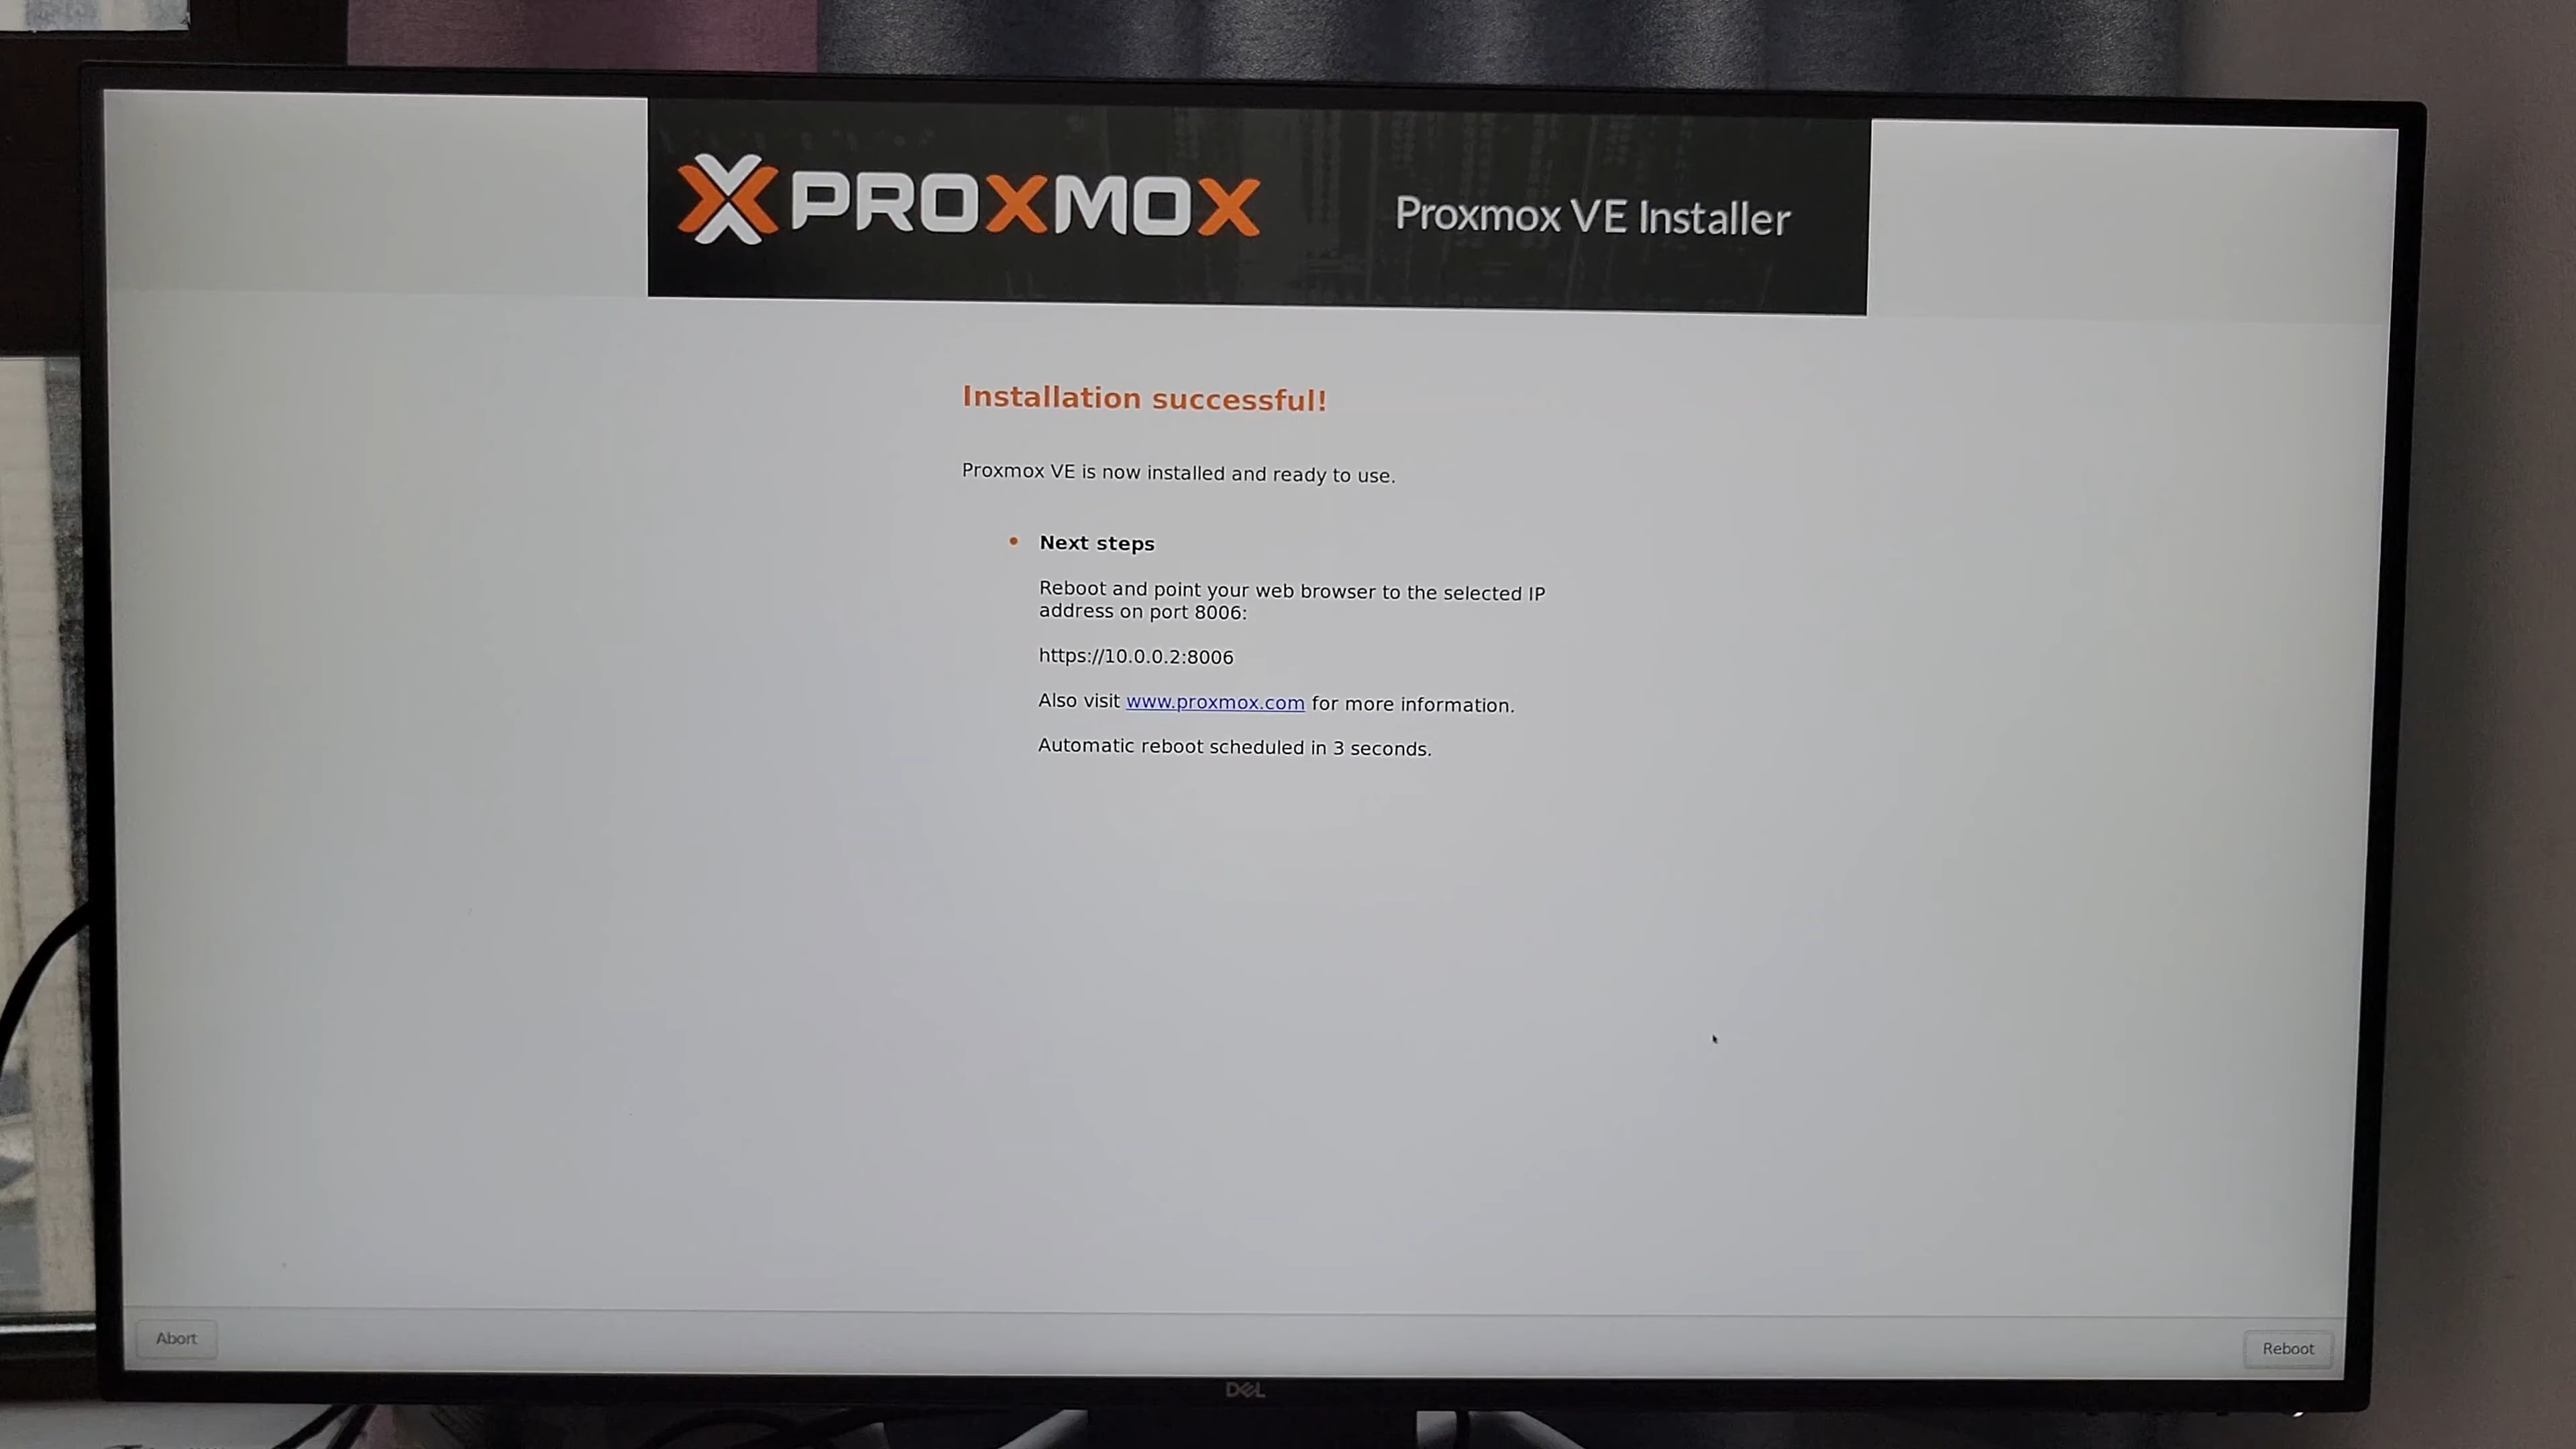 PROXMOX
Proxmox VE Installer
Installation successful!
Proxmox VE is now installed and ready to use.
• Next steps
Reboot and point your web browser to the selected IP
address on port 8006:
https://10.0.0.2:8006
Also visit www.proxmox.com for more information.
Automatic reboot scheduled in 3 seconds.
Abort
Reboot
DELL